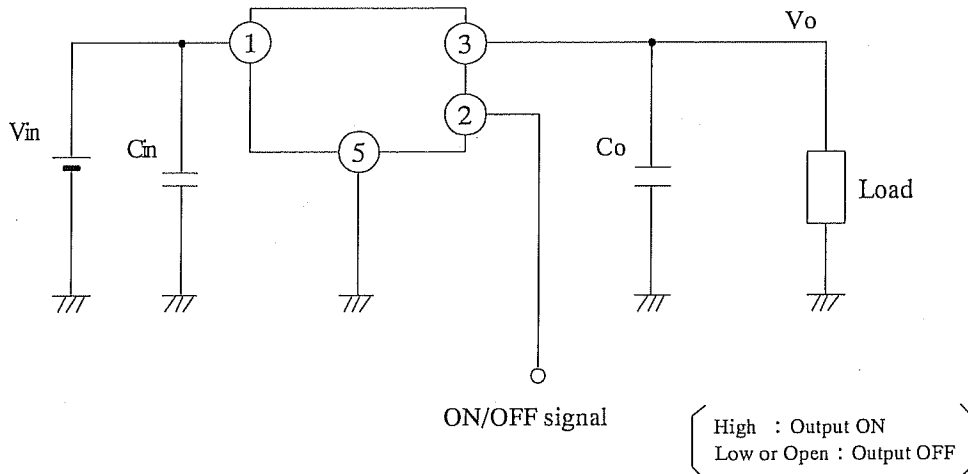 Vo
1
3
2
Vin
Cin
5
Co
Load
ON/OFF signal
High : Output ON
Low or Open : Output OFF